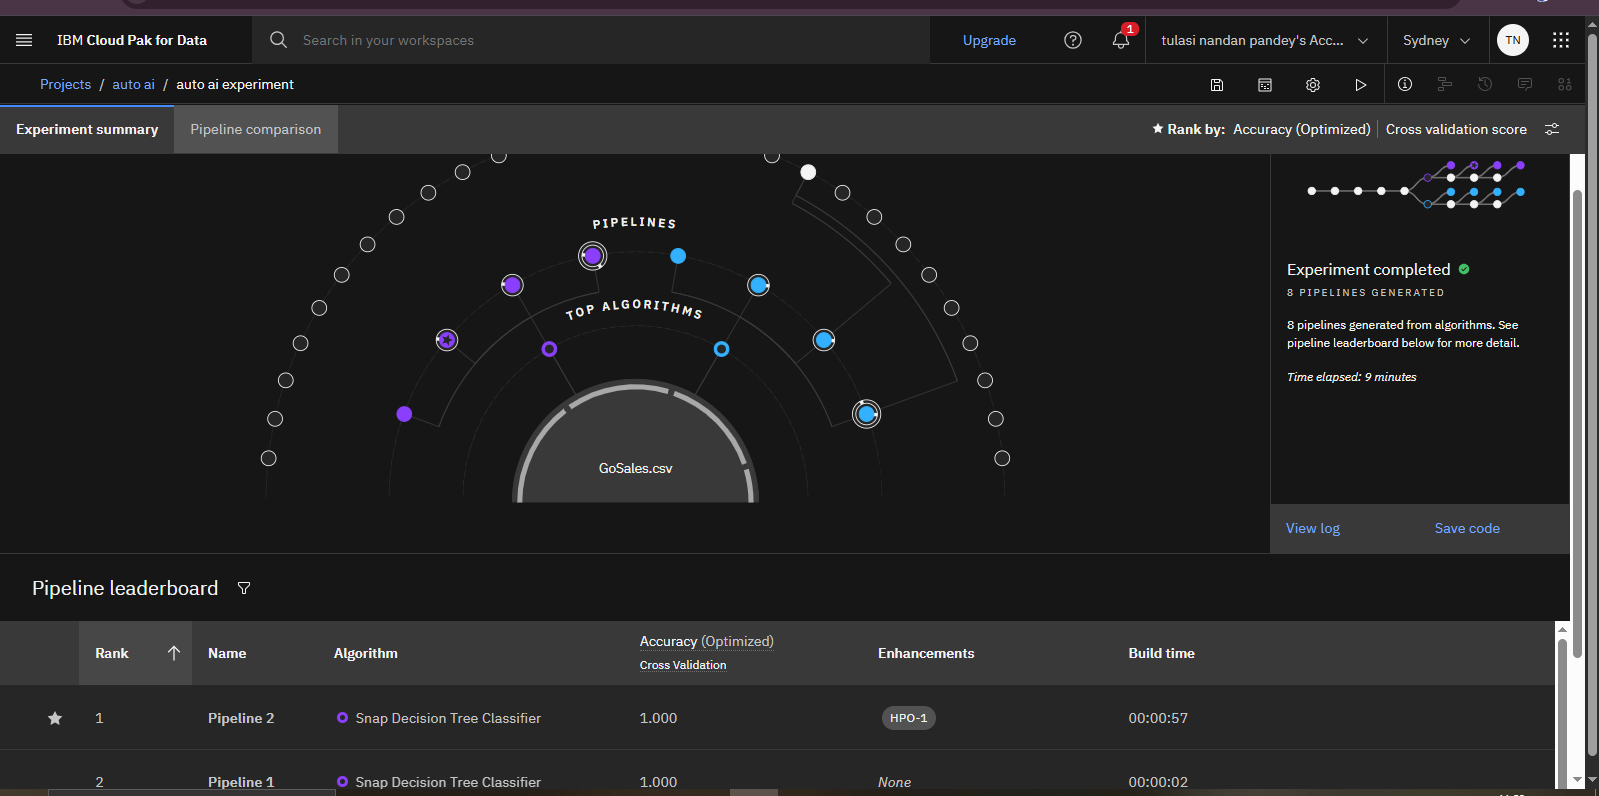 IBM Cloud Pak for Data
Search in your workspaces
Upgrade
1
tulasi nandan pandey's Acc...
Sydney
TN
Projects / auto ai / auto ai experiment
Experiment summary
Pipeline comparison
Rank by: Accuracy (Optimized) | Cross validation score
PIPELINES
TOP ALGORITHMS
GoSales.csv
Experiment completed
8 PIPELINES GENERATED
8 pipelines generated from algorithms. See
pipeline leaderboard below for more detail.
Time elapsed: 9 minutes
View log
Save code
Pipeline leaderboard
Rank Name Algorithm Accuracy (Optimized) Enhancements Build time
Cross Validation
1 Pipeline 2 Snap Decision Tree Classifier 1.000 HPO-1 00:00:57
2 Pipeline 1 Snap Decision Tree Classifier 1.000 None 00:00:02